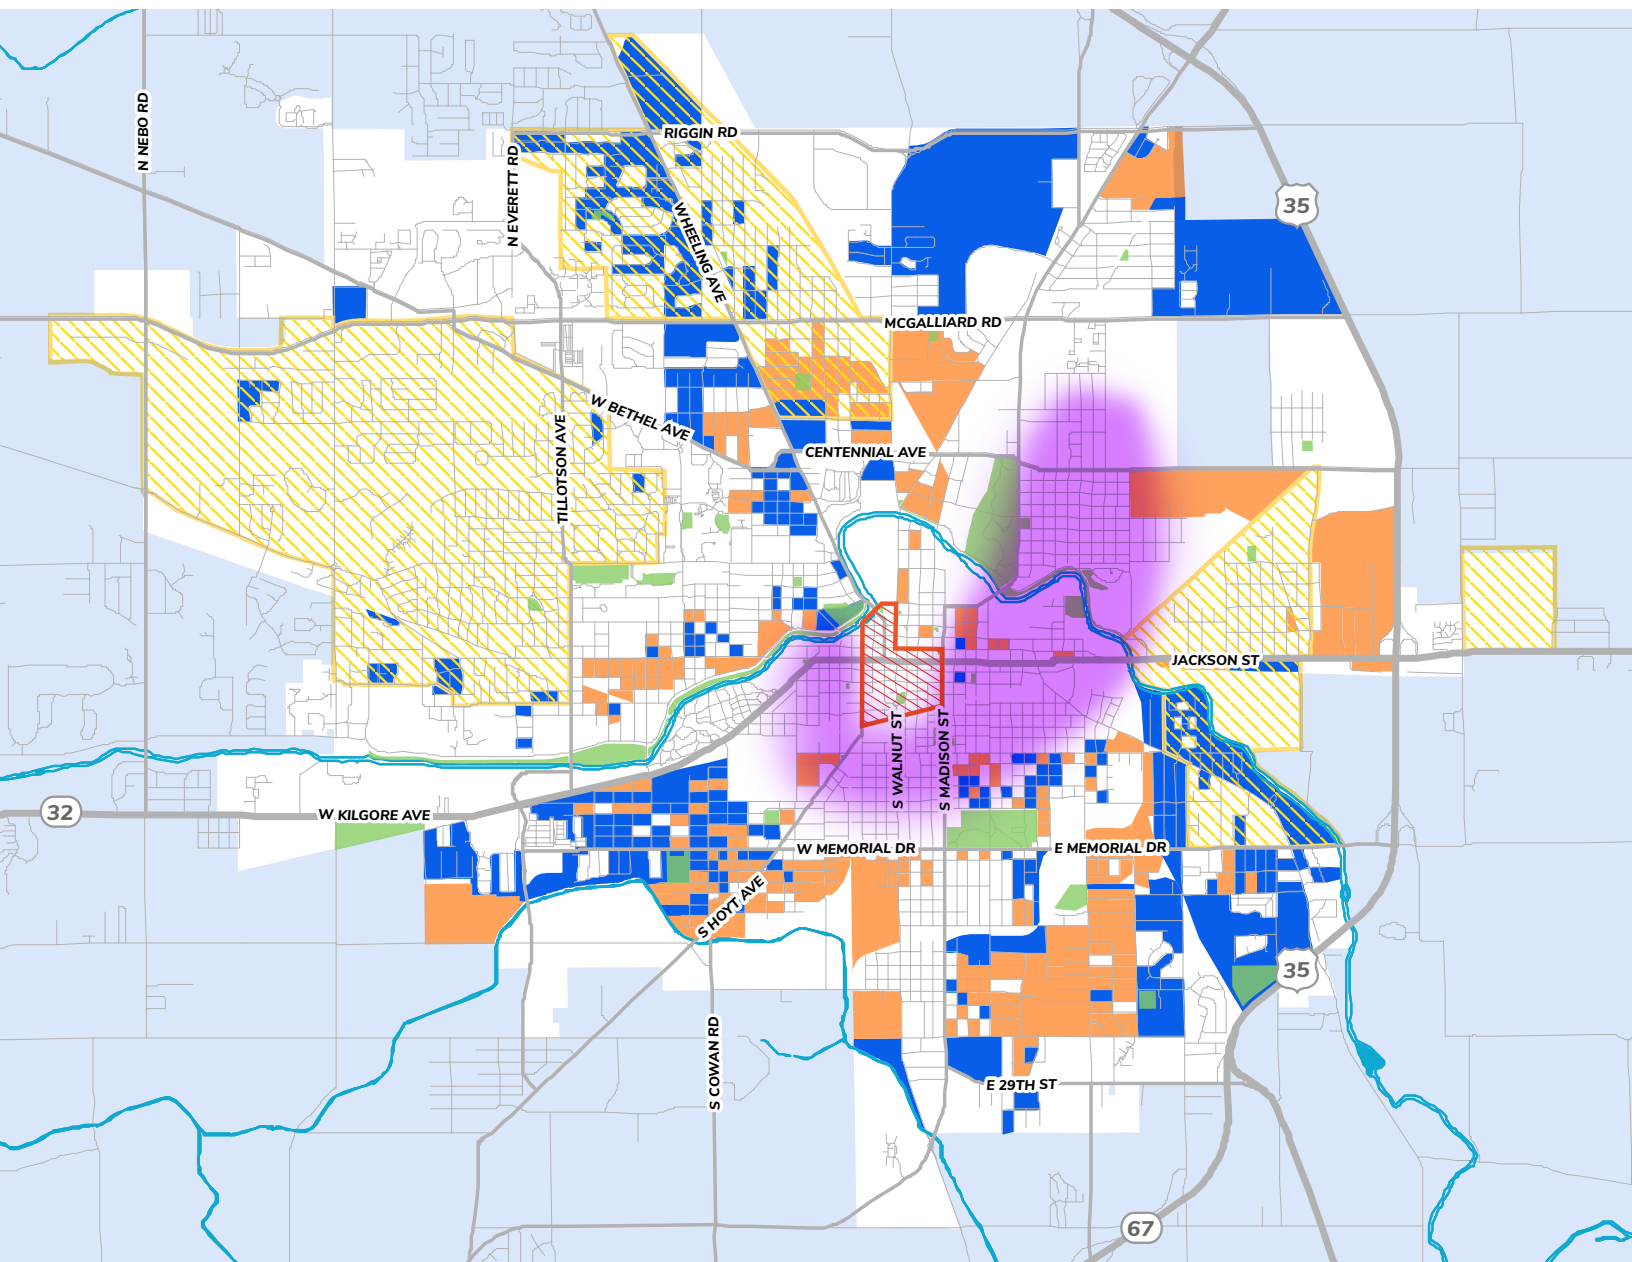 N NEBO RD
RIGGIN RD
N EVERETT RD
35
WHEELING AVE
MCGALLIARD RD
W BETHEL AVE
TILLOTSON AVE
CENTENNIAL AVE
JACKSON ST
S WALNUT ST
S MADISON ST
32
W KILGORE AVE
W MEMORIAL DR
E MEMORIAL DR
S HOYT AVE
35
S COWAN RD
E 29TH ST
67